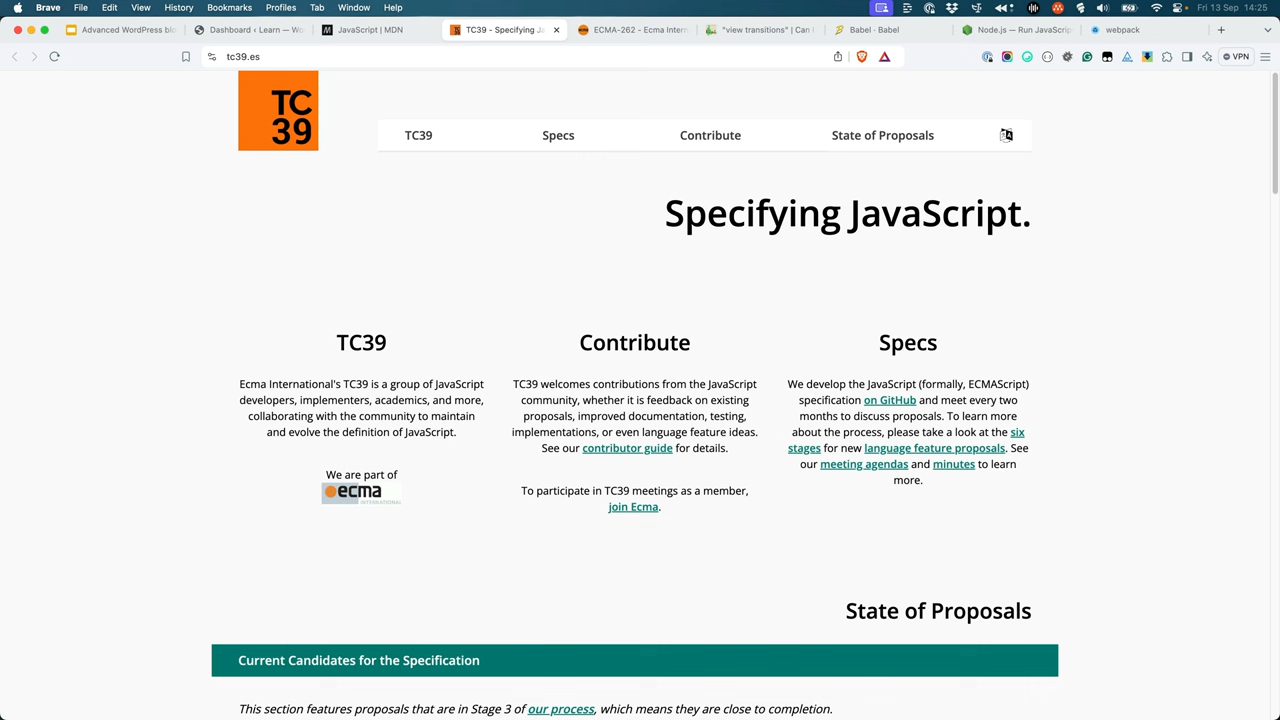 Brave File Edit View History Bookmarks Profiles Tab Window Help Fri 13 Sep 14:25
Advanced WordPress blo Dashboard ‹ Learn — Wo JavaScript | MDN TC39 - Specifying Ja ECMA-262 - Ecma Intern "view transitions" | Can I Babel · Babel Node.js — Run JavaScrip webpack
tc39.es VPN
TC
39
TC39 Specs Contribute State of Proposals
Specifying JavaScript.
TC39
Ecma International's TC39 is a group of JavaScript
developers, implementers, academics, and more,
collaborating with the community to maintain
and evolve the definition of JavaScript.
We are part of
ecma
INTERNATIONAL
Contribute
TC39 welcomes contributions from the JavaScript
community, whether it is feedback on existing
proposals, improved documentation, testing,
implementations, or even language feature ideas.
See our contributor guide for details.
To participate in TC39 meetings as a member,
join Ecma.
Specs
We develop the JavaScript (formally, ECMAScript)
specification on GitHub and meet every two
months to discuss proposals. To learn more
about the process, please take a look at the six
stages for new language feature proposals. See
our meeting agendas and minutes to learn
more.
State of Proposals
Current Candidates for the Specification
This section features proposals that are in Stage 3 of our process, which means they are close to completion.